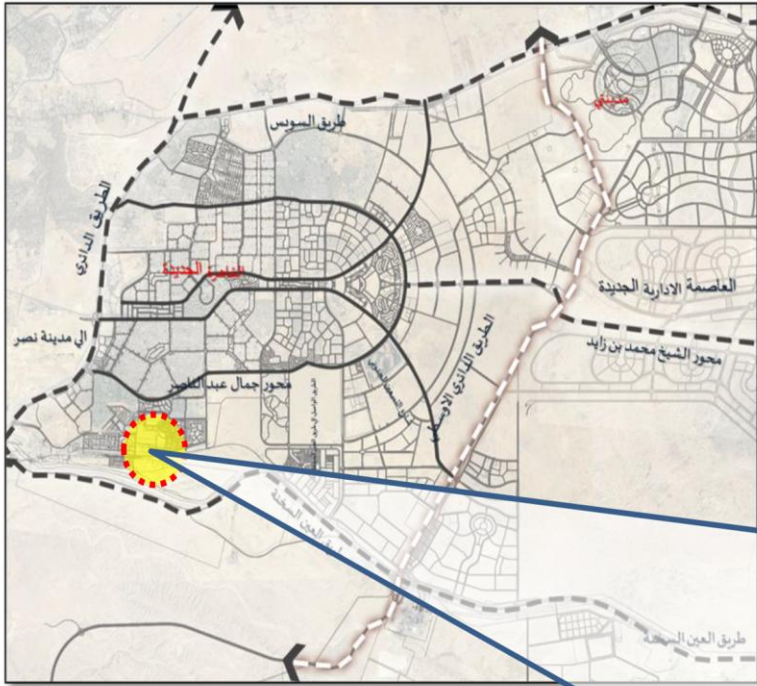 مدينتي
طريق السويس
الطريق الدائري
القاهرة الجديدة
العاصمة الادارية الجديدة
الي مدينة نصر
محور الشيخ محمد بن زايد
الطريق الدائري الاوسطي
محور جمال عبد الناصر
طريق العين السخنة
طريق العين السخنة